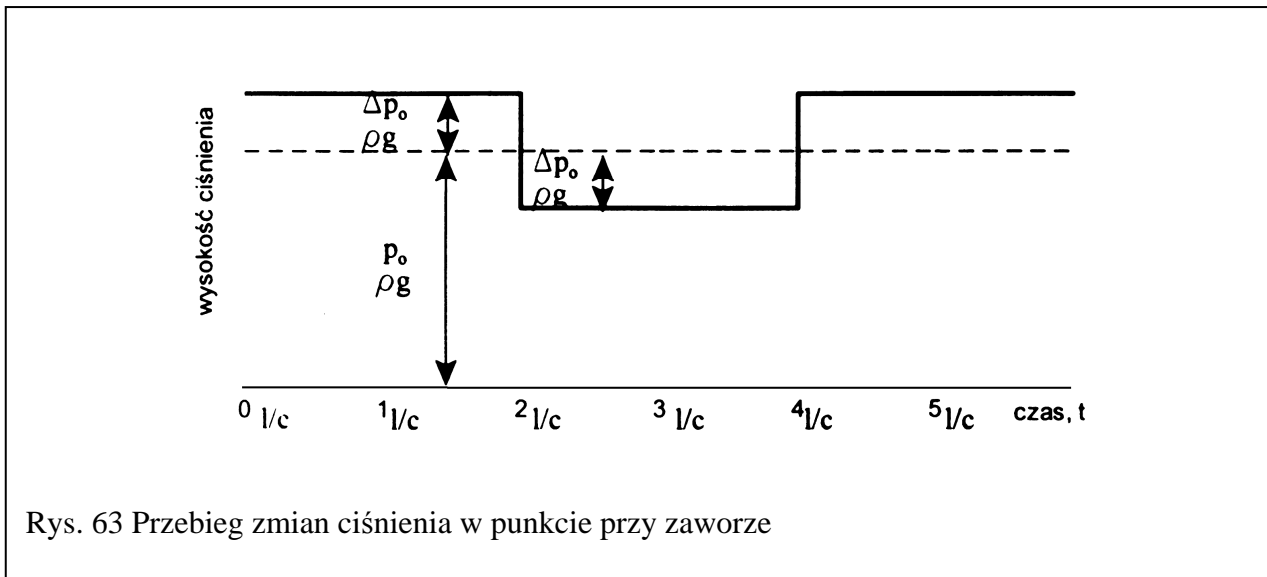 wysokość ciśnienia
Δp₀
ρg
Δp₀
ρg
p₀
ρg
0 l/c 1 l/c 2 l/c 3 l/c 4 l/c 5 l/c czas, t
Rys. 63 Przebieg zmian ciśnienia w punkcie przy zaworze